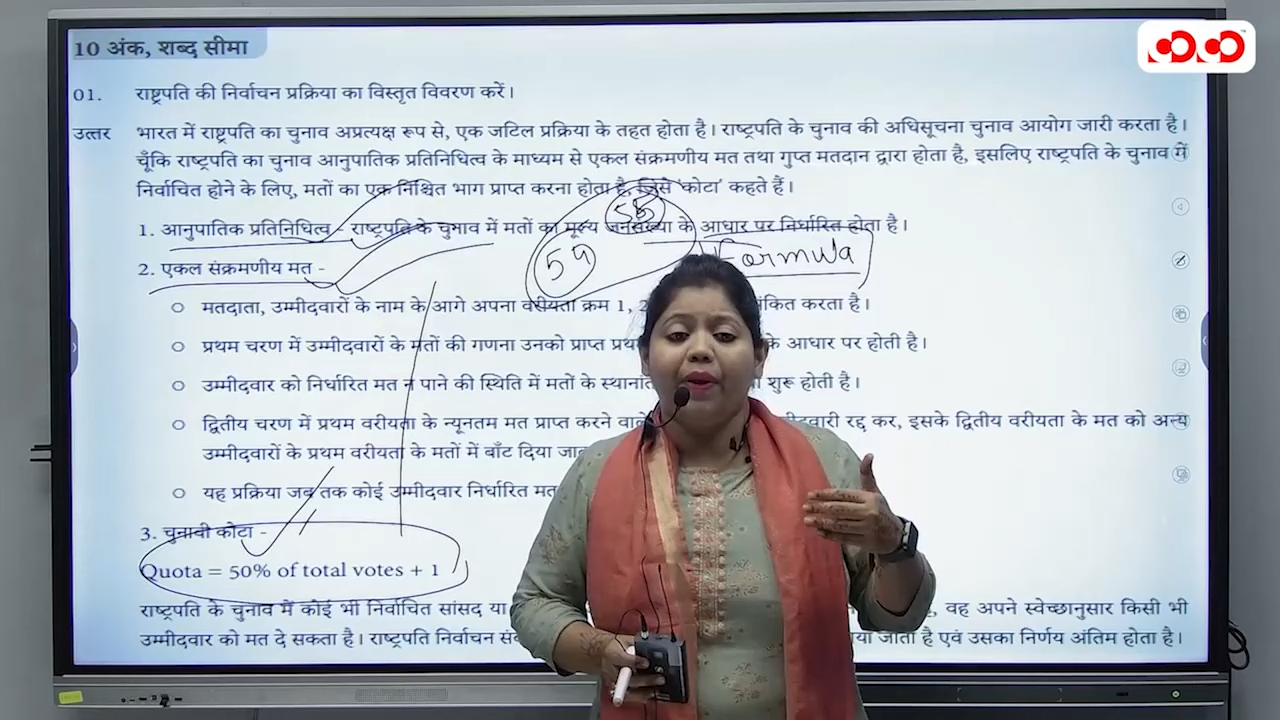 10 अंक, शब्द सीमा
01. राष्ट्रपति की निर्वाचन प्रक्रिया का विस्तृत विवरण करें।
उत्तर भारत में राष्ट्रपति का चुनाव अप्रत्यक्ष रूप से, एक जटिल प्रक्रिया के तहत होता है। राष्ट्रपति के चुनाव की अधिसूचना चुनाव आयोग जारी करता है।
चूँकि राष्ट्रपति का चुनाव आनुपातिक प्रतिनिधित्व के माध्यम से एकल संक्रमणीय मत तथा गुप्त मतदान द्वारा होता है, इसलिए राष्ट्रपति के चुनाव में
निर्वाचित होने के लिए, मतों का एक निश्चित भाग प्राप्त करना होता है, जिसे 'कोटा' कहते हैं।
1. आनुपातिक प्रतिनिधित्व - राष्ट्रपति के चुनाव में मतों का मूल्य जनसंख्या के आधार पर निर्धारित होता है।
2. एकल संक्रमणीय मत -
Formula
○ मतदाता, उम्मीदवारों के नाम के आगे अपना वरीयता क्रम 1, 2 अंकित करता है।
○ प्रथम चरण में उम्मीदवारों के मतों की गणना उनको प्राप्त के आधार पर होती है।
○ उम्मीदवार को निर्धारित मत न पाने की स्थिति में मतों के शुरू होती है।
○ द्वितीय चरण में प्रथम वरीयता के न्यूनतम मत प्राप्त करने रद्द कर, इसके द्वितीय वरीयता के मत को अन्य
उम्मीदवारों के प्रथम वरीयता के मतों में बाँट दिया
○ यह प्रक्रिया जब तक कोई उम्मीदवार निर्धारित मत
3. चुनावी कोटा -
Quota = 50% of total votes + 1
राष्ट्रपति के चुनाव में कोई भी निर्वाचित सांसद या वह अपने स्वेच्छानुसार किसी भी
उम्मीदवार को मत दे सकता है। राष्ट्रपति निर्वाचन जाता है एवं उसका निर्णय अंतिम होता है।